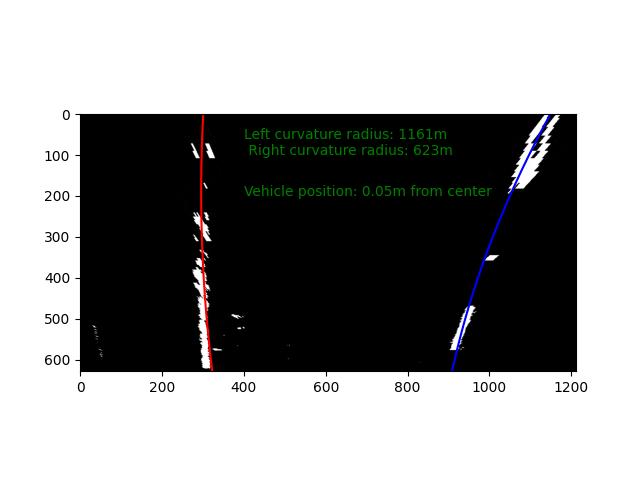 Left curvature radius: 1161m
Right curvature radius: 623m
Vehicle position: 0.05m from center
0
100
200
300
400
500
600
0 200 400 600 800 1000 1200